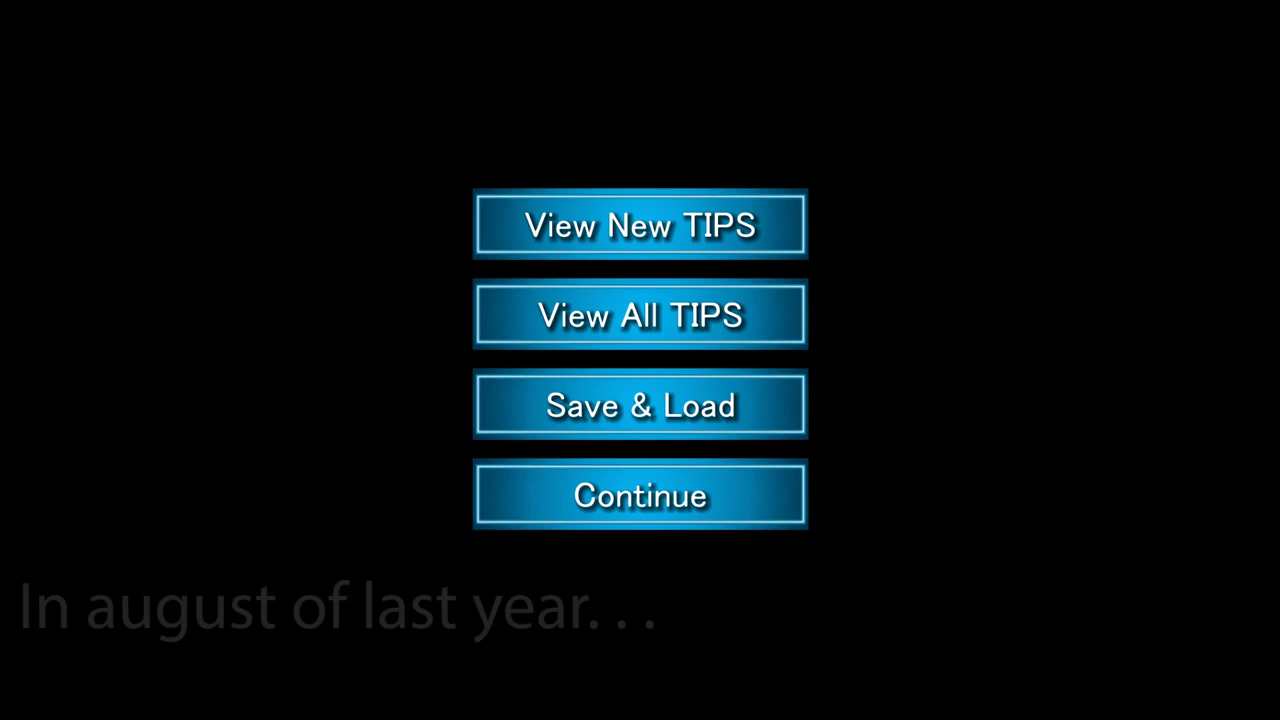 View New TIPS
View All TIPS
Save & Load
Continue
In august of last year. . .